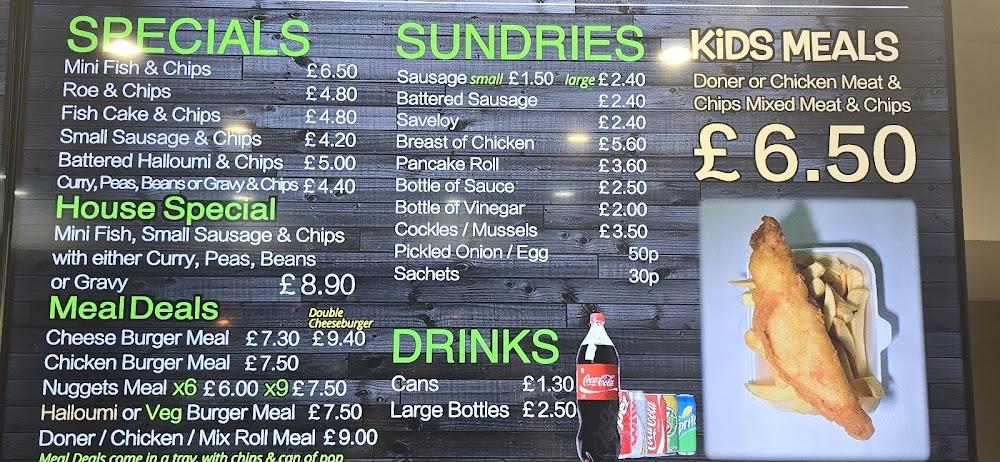 SPECIALS
Mini Fish & Chips £6.50
Roe & Chips £4.80
Fish Cake & Chips £4.80
Small Sausage & Chips £4.20
Battered Halloumi & Chips £5.00
Curry, Peas, Beans or Gravy & Chips £4.40
House Special
Mini Fish, Small Sausage & Chips
with either Curry, Peas, Beans
or Gravy £8.90
Meal Deals Double Cheeseburger
Cheese Burger Meal £7.30 £9.40
Chicken Burger Meal £7.50
Nuggets Meal x6 £6.00 x9 £7.50
Halloumi or Veg Burger Meal £7.50
Doner / Chicken / Mix Roll Meal £9.00
Meal Deals come in a tray, with chips & can of pop
SUNDRIES
Sausage small £1.50 large £2.40
Battered Sausage £2.40
Saveloy £2.40
Breast of Chicken £5.60
Pancake Roll £3.60
Bottle of Sauce £2.50
Bottle of Vinegar £2.00
Cockles / Mussels £3.50
Pickled Onion / Egg 50p
Sachets 30p
DRINKS
Cans £1.30
Large Bottles £2.50
Coca-Cola
Coca-Cola
KiDS MEALS
Doner or Chicken Meat &
Chips Mixed Meat & Chips
£6.50